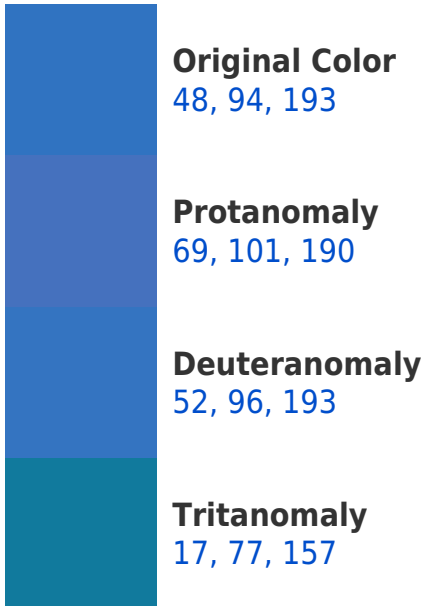 Original Color
48, 94, 193
Protanomaly
69, 101, 190
Deuteranomaly
52, 96, 193
Tritanomaly
17, 77, 157